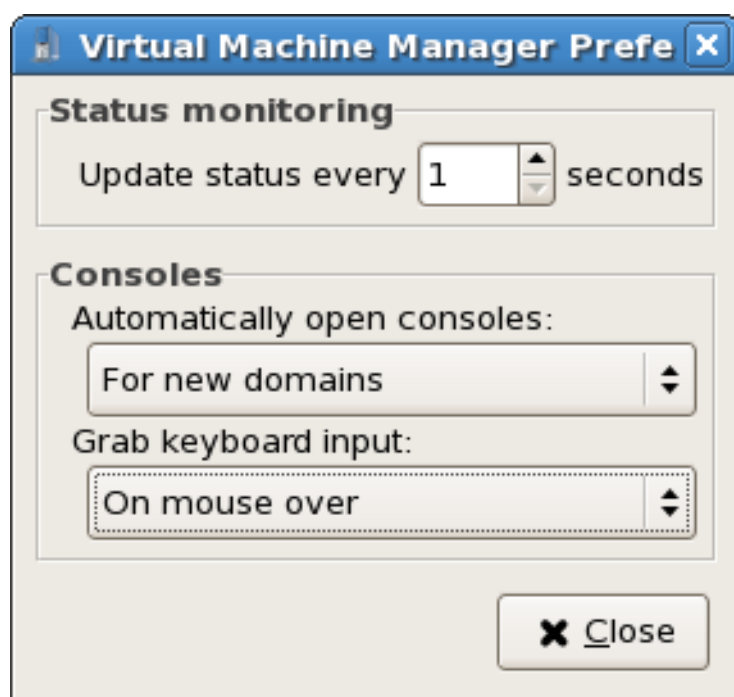 Virtual Machine Manager Prefe
Status monitoring
Update status every 1 seconds
Consoles
Automatically open consoles:
For new domains
Grab keyboard input:
On mouse over
Close